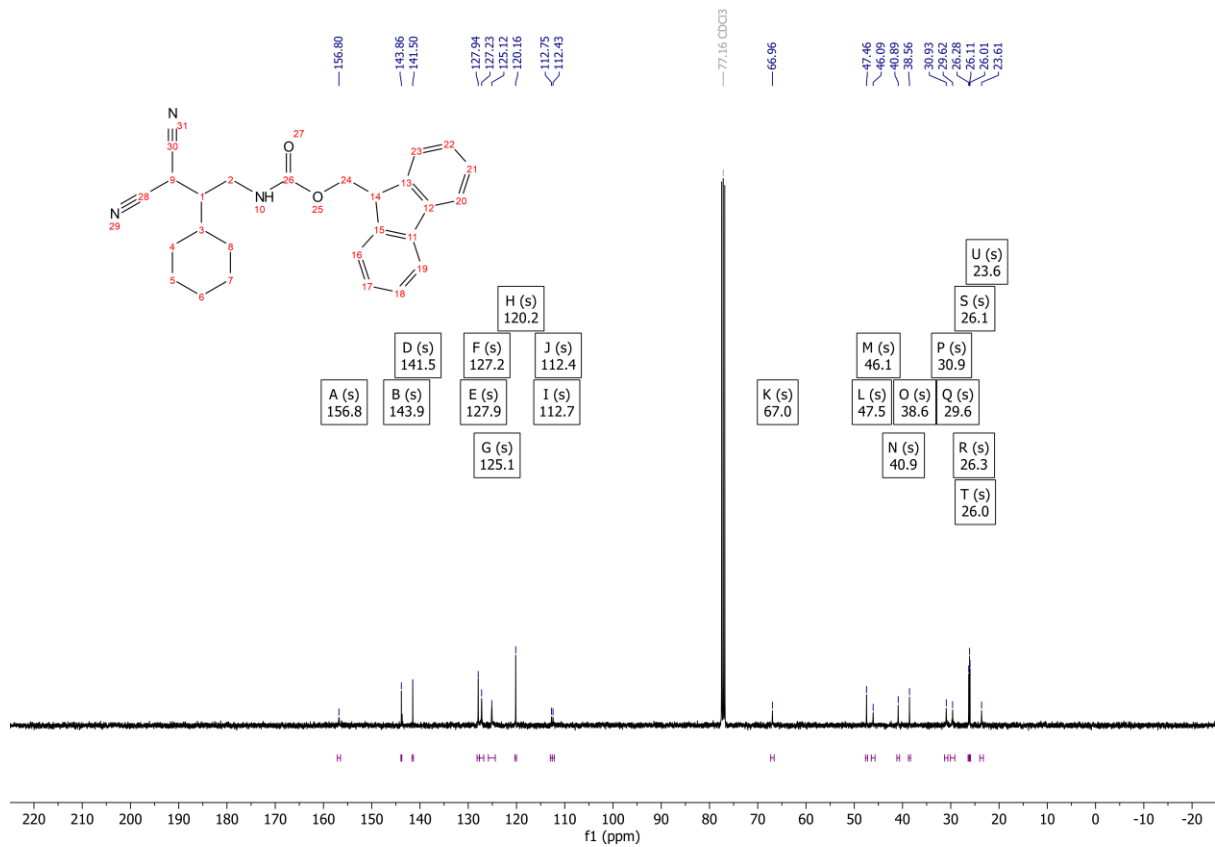 156.80
143.86
141.50
127.94
127.23
125.12
120.16
112.75
112.43
77.16 CDCl3
66.96
47.46
46.09
40.89
38.56
30.93
29.62
26.28
26.11
26.01
23.61
N
31
30
9
28
N
29
1
2
NH
10
O
27
26
O
25
24
14
13
23
22
21
20
12
11
15
16
17
18
19
3
4
8
5
7
6
U (s)
23.6
H (s)
120.2
S (s)
26.1
D (s)
141.5
F (s)
127.2
J (s)
112.4
M (s)
46.1
P (s)
30.9
A (s)
156.8
B (s)
143.9
E (s)
127.9
I (s)
112.7
K (s)
67.0
L (s)
47.5
O (s)
38.6
Q (s)
29.6
G (s)
125.1
N (s)
40.9
R (s)
26.3
T (s)
26.0
220 210 200 190 180 170 160 150 140 130 120 110 100 90 80 70 60 50 40 30 20 10 0 -10 -20
f1 (ppm)